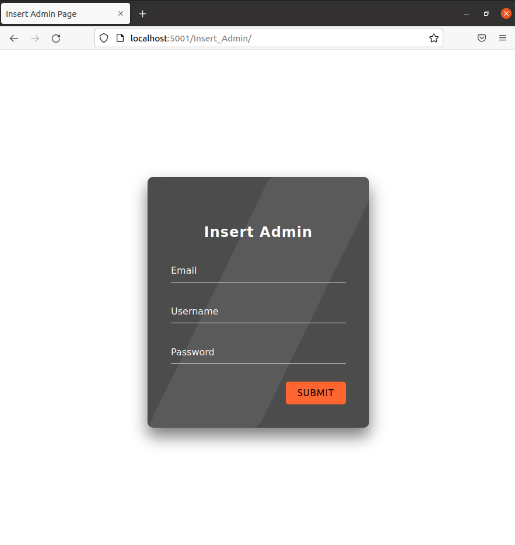 Insert Admin Page
localhost:5001/Insert_Admin/
Insert Admin
Email
Username
Password
SUBMIT